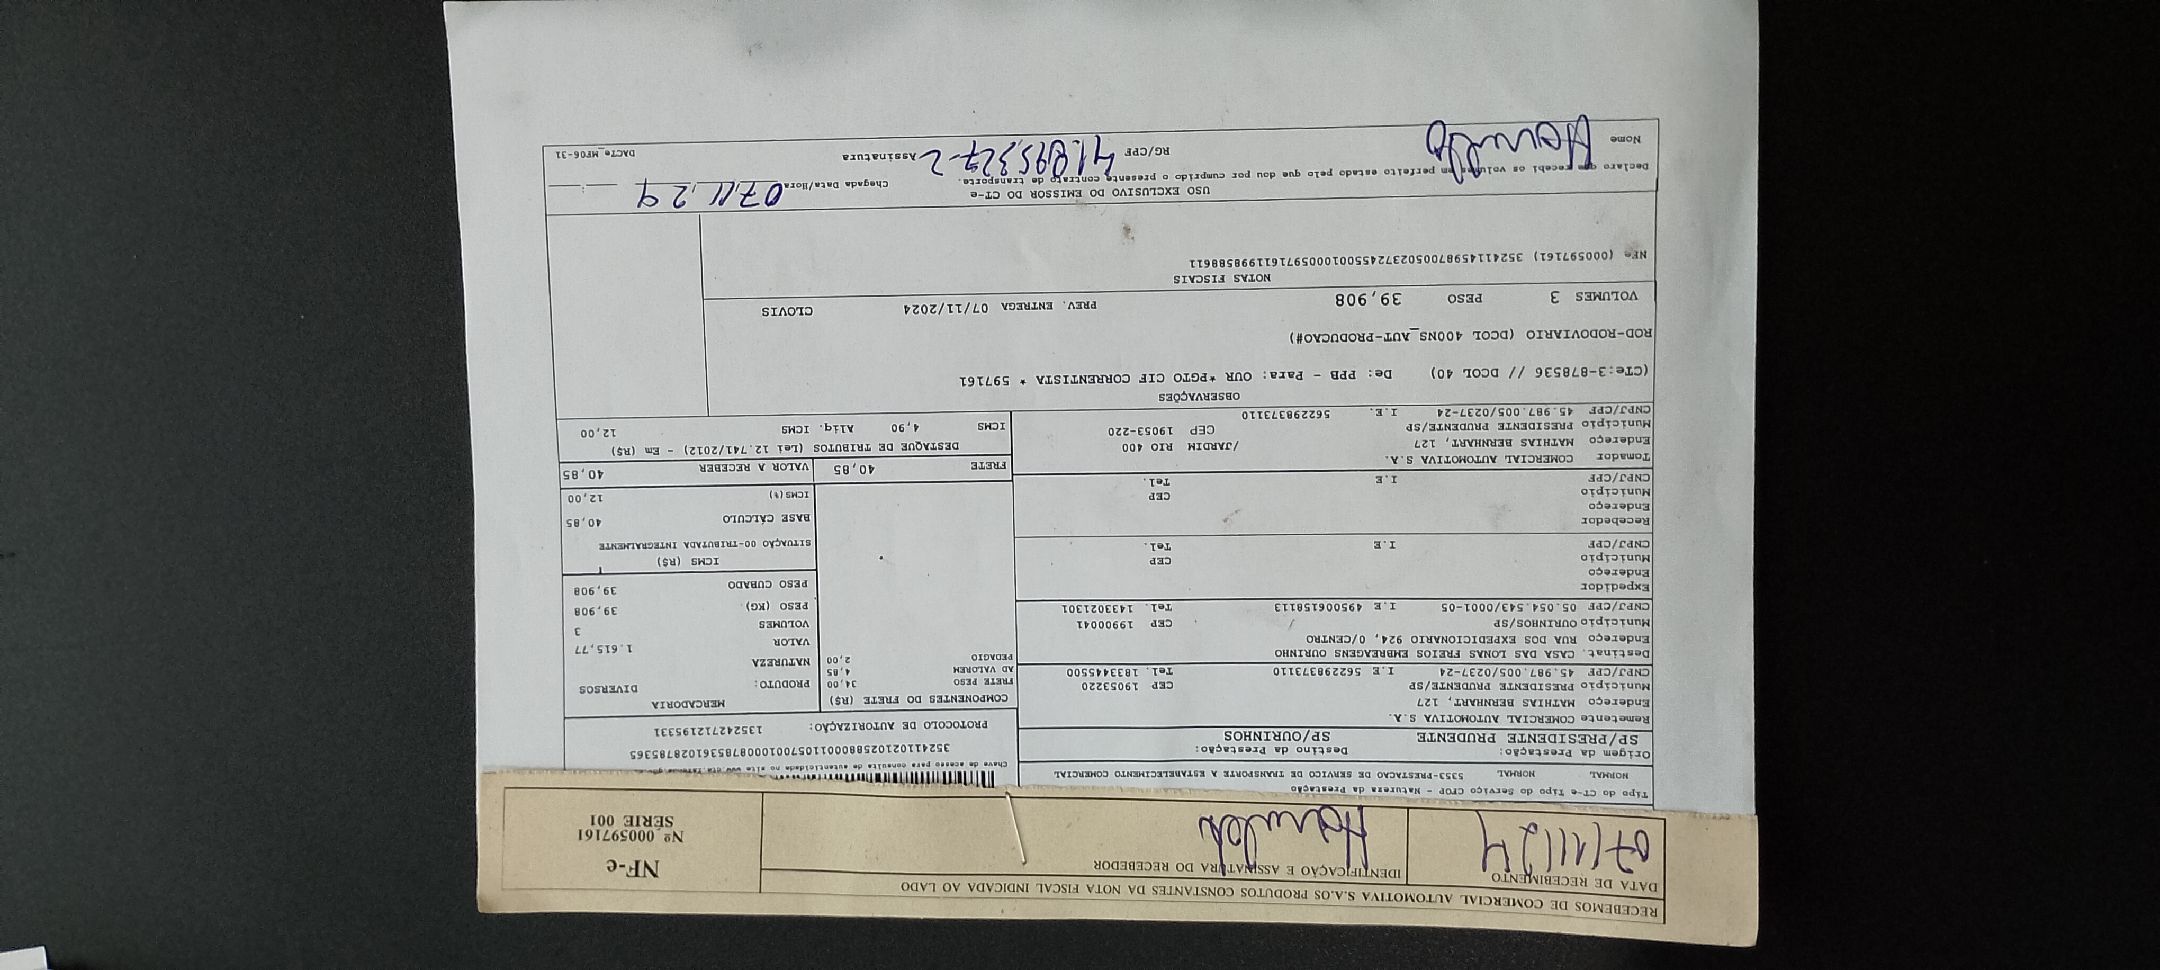 RECEBEMOS DE COMERCIAL AUTOMOTIVA S.A.OS PRODUTOS CONSTANTES DA NOTA FISCAL INDICADA AO LADO
DATA DE RECEBIMENTO
07/11/24
IDENTIFICAÇÃO E ASSINATURA DO RECEBEDOR
NF-e
Nº 000597161
SERIE 001
Tipo do CT-e Tipo do Serviço CFOP - Natureza da Prestação
NORMAL NORMAL 5353-PRESTACAO DE SERVICO DE TRANSPORTE A ESTABELECIMENTO COMERCIAL
Origem da Prestação: Destino da Prestação:
SP/PRESIDENTE PRUDENTE SP/OURINHOS
Chave de acesso para consulta de autenticidade no site
35241102102588000110570010008785361028785365
PROTOCOLO DE AUTORIZAÇÃO: 135242712195331
Remetente COMERCIAL AUTOMOTIVA S.A.
Endereço MATHIAS BERNHART, 127
Município PRESIDENTE PRUDENTE/SP CEP 19053220
CNPJ/CPF 45.987.005/0237-24 I.E 562298373110 Tel. 1833445500
Destinat. CASA DAS LONAS FREIOS EMBREAGENS OURINHO
Endereço RUA DOS EXPEDICIONARIO 924, 0/CENTRO
Município OURINHOS/SP CEP 19900041
CNPJ/CPF 05.054.543/0001-05 I.E 495006158113 Tel. 1433021301
Expedidor
Endereço
Município CEP
CNPJ/CPF I.E Tel.
Recebedor
Endereço
Município CEP
CNPJ/CPF I.E Tel.
Tomador COMERCIAL AUTOMOTIVA S.A.
Endereço MATHIAS BERNHART, 127 /JARDIM RIO 400
Município PRESIDENTE PRUDENTE/SP CEP 19053-220
CNPJ/CPF 45.987.005/0237-24 I.E. 562298373110
COMPONENTES DO FRETE (R$)
FRETE PESO 34,00
AD VALOREM 4,85
PEDAGIO 2,00
MERCADORIA
PRODUTO: DIVERSOS
NATUREZA
VALOR 1.615,77
VOLUMES 3
PESO (KG) 39,908
PESO CUBADO 39,908
ICMS (R$)
SITUAÇÃO 00-TRIBUTADA INTEGRALMENTE
BASE CÁLCULO 40,85
ICMS(%) 12,00
FRETE 40,85 VALOR A RECEBER 40,85
DESTAQUE DE TRIBUTOS (Lei 12.741/2012) - Em (R$)
ICMS 4,90 Aliq. ICMS 12,00
OBSERVAÇÕES
(CTe:3-878536 // DCOL 40) De: PPB - Para: OUR *PGTO CIF CORRENTISTA * 597161
ROD-RODOVIARIO (DCOL 400NS_AUT-PRODUCAO#)
VOLUMES 3 PESO 39,908 PREV. ENTREGA 07/11/2024 CLOVIS
NOTAS FISCAIS
NFe (000597161) 35241145987005023724550010005971611998588611
USO EXCLUSIVO DO EMISSOR DO CT-e
Declaro que recebi os volumes em perfeito estado pelo que dou por cumprido o presente contrato de transporte.
Chegada Data/Hora 07,11,24
Nome RG/CPF 41.895,327-2 Assinatura
DACTe_MF06-31